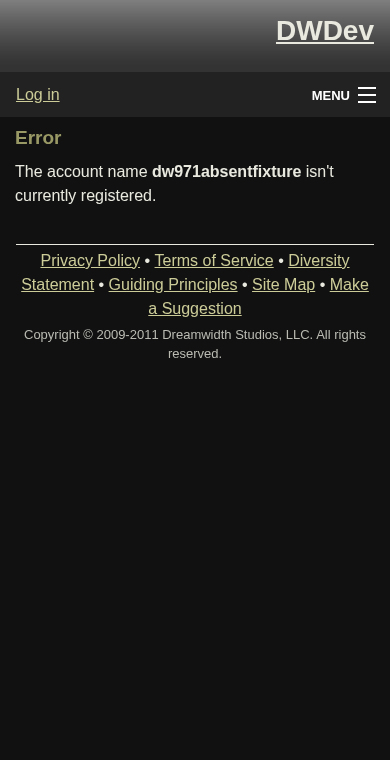 DWDev
Log in
MENU
Error
The account name dw971absentfixture isn't
currently registered.
Privacy Policy • Terms of Service • Diversity
Statement • Guiding Principles • Site Map • Make
a Suggestion
Copyright © 2009-2011 Dreamwidth Studios, LLC. All rights
reserved.